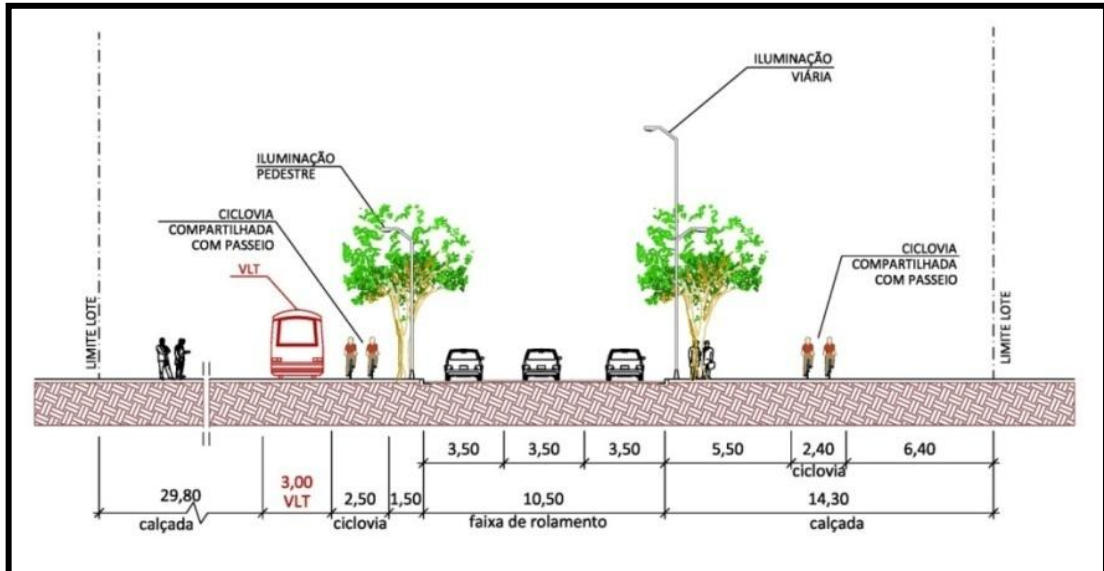 ILUMINAÇÃO
VIÁRIA
ILUMINAÇÃO
PEDESTRE
CICLOVIA
COMPARTILHADA
COM PASSEIO
VLT
CICLOVIA
COMPARTILHADA
COM PASSEIO
LIMITE LOTE
LIMITE LOTE
3,50 3,50 3,50 5,50 2,40 6,40
ciclovia
29,80 3,00 2,50 1,50 10,50 14,30
VLT
calçada ciclovia faixa de rolamento calçada